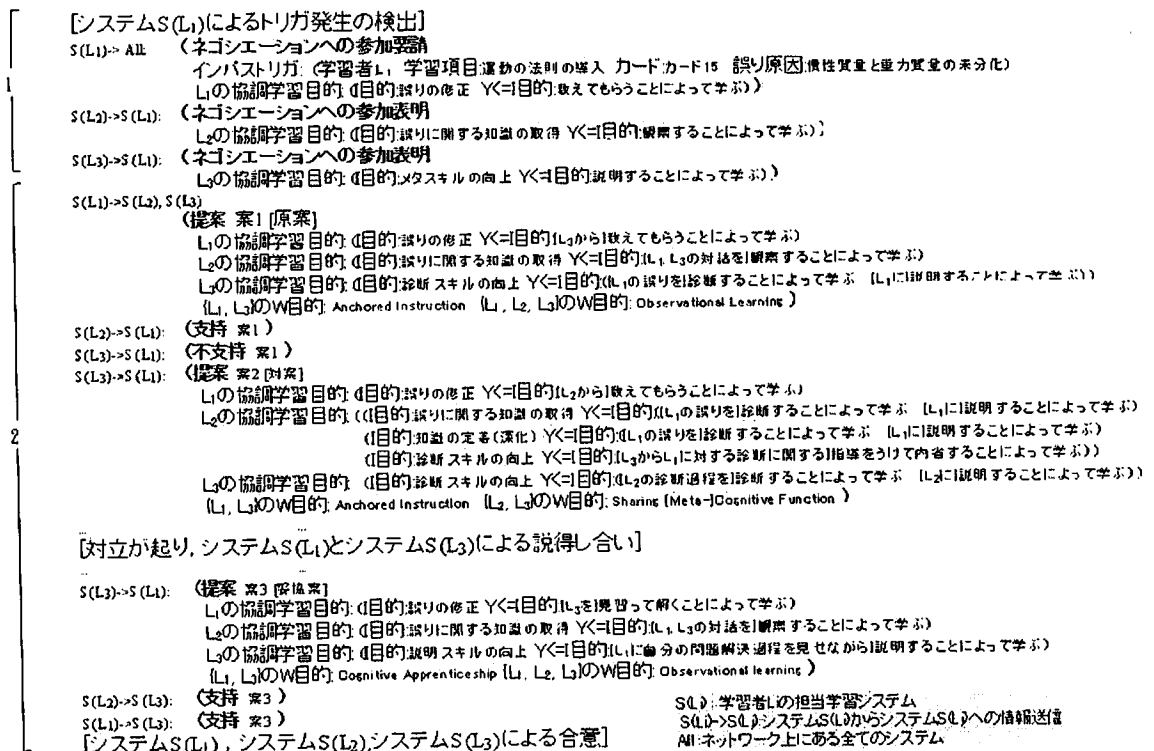 [システムS(L1)によるトリガ発生の検出]
S(L1)-> All: (ネゴシエーションへの参加要請
インパストリガ: (学習者:L1 学習項目:運動の法則の導入 カード:カード15 誤り原因:慣性質量と重力質量の未分化)
L1の協調学習目的: (I目的:誤りの修正 Y<=I目的:教えてもらうことによって学ぶ))
S(L2)->S(L1): (ネゴシエーションへの参加表明
L2の協調学習目的: (I目的:誤りに関する知識の取得 Y<=I目的:観察することによって学ぶ))
S(L3)->S(L1): (ネゴシエーションへの参加表明
L3の協調学習目的: (I目的:メタスキルの向上 Y<=I目的:説明することによって学ぶ))
1
S(L1)->S(L2), S(L3)
(提案 案1 [原案]
L1の協調学習目的: (I目的:誤りの修正 Y<=I目的:[L3から]教えてもらうことによって学ぶ)
L2の協調学習目的: (I目的:誤りに関する知識の取得 Y<=I目的:[L1, L3の対話を]観察することによって学ぶ)
L3の協調学習目的: (I目的:診断スキルの向上 Y<=I目的:([L1の誤りを]診断することによって学ぶ [L1に]説明することによって学ぶ))
{L1, L3}のW目的: Anchored Instruction {L1, L2, L3}のW目的: Observational Learning )
S(L2)->S(L1): (支持 案1)
S(L3)->S(L1): (不支持 案1)
S(L3)->S(L1): (提案 案2 [対案]
L1の協調学習目的: (I目的:誤りの修正 Y<=I目的:[L2から]教えてもらうことによって学ぶ)
L2の協調学習目的: ((I目的:誤りに関する知識の取得 Y<=I目的:([L1の誤りを]診断することによって学ぶ [L1に]説明することによって学ぶ)
(I目的:知識の定着(深化) Y<=I目的:([L1の誤りを]診断することによって学ぶ [L1に]説明することによって学ぶ)
(I目的:診断スキルの向上 Y<=I目的:[L3からL1に対する診断に関する]指導をうけて内省することによって学ぶ))
L3の協調学習目的: (I目的:診断スキルの向上 Y<=I目的:([L2の診断過程を]診断することによって学ぶ [L2に]説明することによって学ぶ))
{L1, L3}のW目的: Anchored Instruction {L2, L3}のW目的: Sharing [Meta-]Cognitive Function )
2
...
[対立が起り, システムS(L1)とシステムS(L3)による説得し合い]
...
S(L3)->S(L1): (提案 案3 [妥協案]
L1の協調学習目的: (I目的:誤りの修正 Y<=I目的:[L3を]見習って解くことによって学ぶ)
L2の協調学習目的: (I目的:誤りに関する知識の取得 Y<=I目的:[L1, L3の対話を]観察することによって学ぶ)
L3の協調学習目的: (I目的:説明スキルの向上 Y<=I目的:[L1に自分の問題解決過程を見せながら]説明することによって学ぶ)
{L1, L3}のW目的: Cognitive Apprenticeship {L1, L2, L3}のW目的: Observational learning )
S(L2)->S(L3): (支持 案3)
S(L1)->S(L3): (支持 案3)
[システムS(L1), システムS(L2),システムS(L3)による合意]
S(Li): 学習者Liの担当学習システム
S(Li)->S(Lj):システムS(Li)からシステムS(Lj)への情報送信
All:ネットワーク上にある全てのシステム